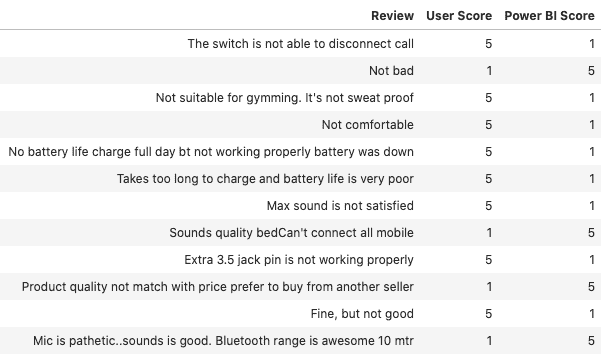 Review User Score Power BI Score
The switch is not able to disconnect call 5 1
Not bad 1 5
Not suitable for gymming. It's not sweat proof 5 1
Not comfortable 5 1
No battery life charge full day bt not working properly battery was down 5 1
Takes too long to charge and battery life is very poor 5 1
Max sound is not satisfied 5 1
Sounds quality bedCan't connect all mobile 1 5
Extra 3.5 jack pin is not working properly 5 1
Product quality not match with price prefer to buy from another seller 1 5
Fine, but not good 5 1
Mic is pathetic..sounds is good. Bluetooth range is awesome 10 mtr 1 5